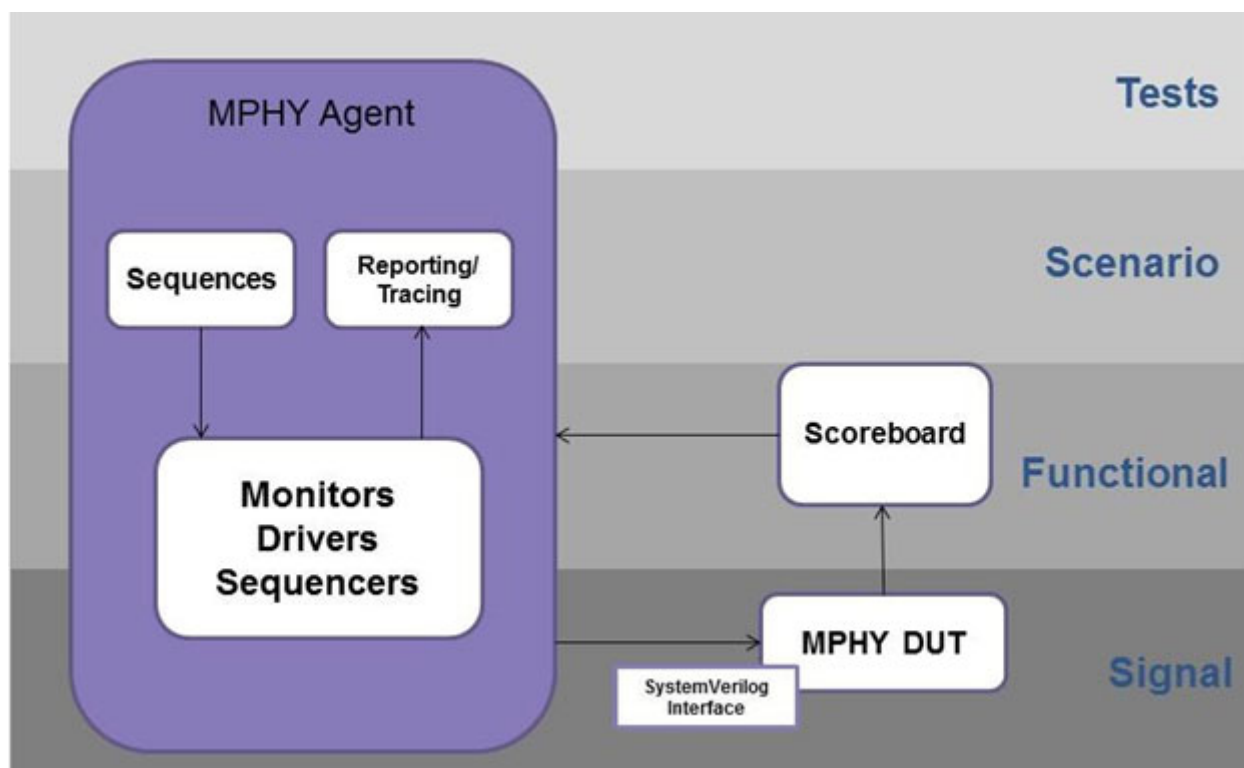 MPHY Agent
Tests
Sequences
Reporting/
Tracing
Scenario
Monitors
Drivers
Sequencers
Scoreboard
Functional
MPHY DUT
SystemVerilog
Interface
Signal